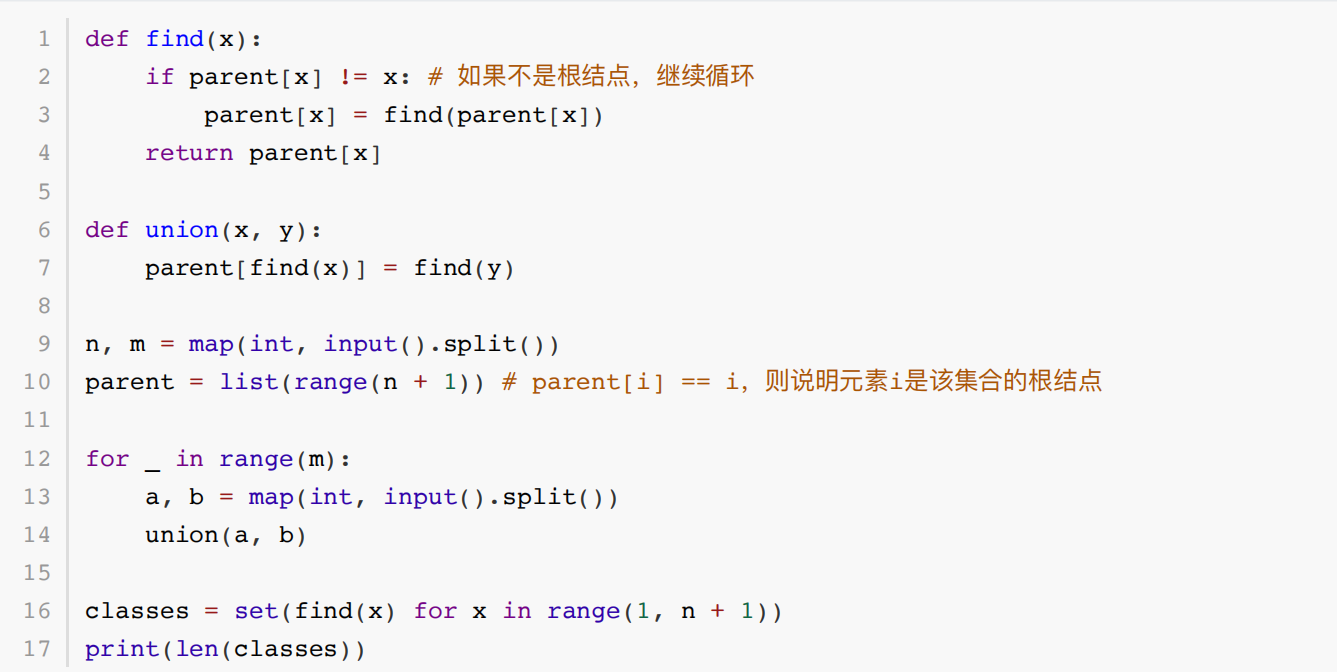 1 def find(x):
2     if parent[x] != x: # 如果不是根结点，继续循环
3         parent[x] = find(parent[x])
4     return parent[x]
5
6 def union(x, y):
7     parent[find(x)] = find(y)
8
9 n, m = map(int, input().split())
10 parent = list(range(n + 1)) # parent[i] == i，则说明元素i是该集合的根结点
11
12 for _ in range(m):
13     a, b = map(int, input().split())
14     union(a, b)
15
16 classes = set(find(x) for x in range(1, n + 1))
17 print(len(classes))